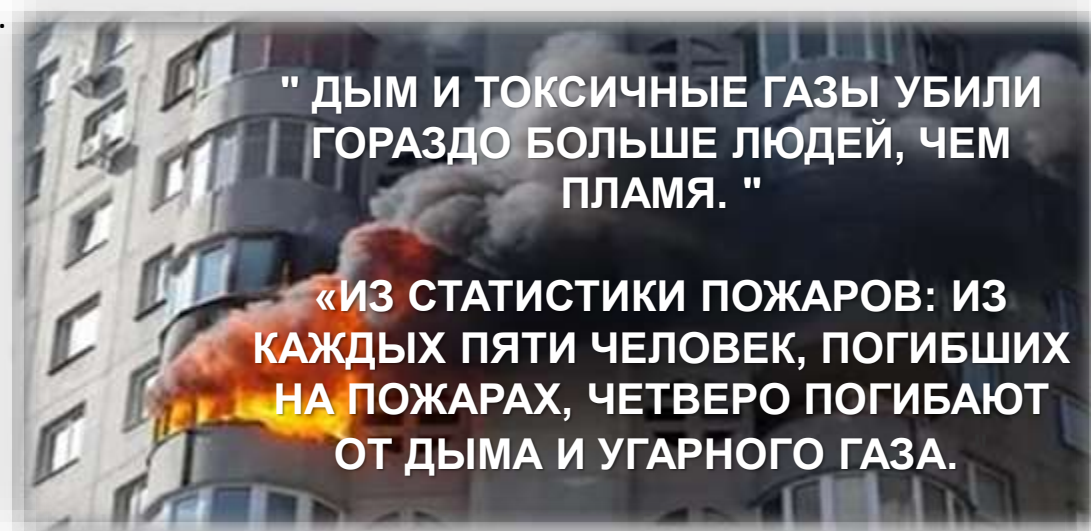 .
" ДЫМ И ТОКСИЧНЫЕ ГАЗЫ УБИЛИ
ГОРАЗДО БОЛЬШЕ ЛЮДЕЙ, ЧЕМ
ПЛАМЯ. "
«ИЗ СТАТИСТИКИ ПОЖАРОВ: ИЗ
КАЖДЫХ ПЯТИ ЧЕЛОВЕК, ПОГИБШИХ
НА ПОЖАРАХ, ЧЕТВЕРО ПОГИБАЮТ
ОТ ДЫМА И УГАРНОГО ГАЗА.